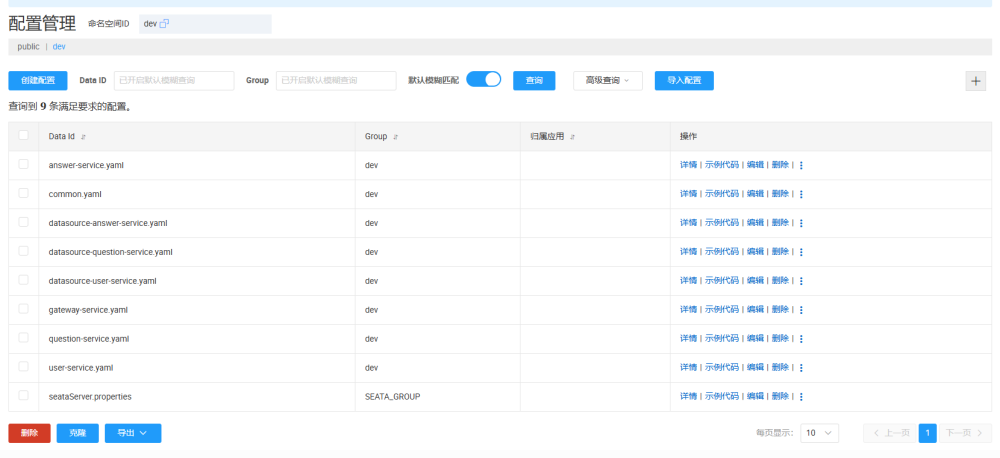 配置管理 命名空间ID dev
public | dev
创建配置 Data ID 已开启默认模糊查询 Group 已开启默认模糊查询 默认模糊匹配 查询 高级查询 导入配置 +
查询到 9 条满足要求的配置。
Data Id Group 归属应用 操作
answer-service.yaml dev 详情 | 示例代码 | 编辑 | 删除 |
common.yaml dev 详情 | 示例代码 | 编辑 | 删除 |
datasource-answer-service.yaml dev 详情 | 示例代码 | 编辑 | 删除 |
datasource-question-service.yaml dev 详情 | 示例代码 | 编辑 | 删除 |
datasource-user-service.yaml dev 详情 | 示例代码 | 编辑 | 删除 |
gateway-service.yaml dev 详情 | 示例代码 | 编辑 | 删除 |
question-service.yaml dev 详情 | 示例代码 | 编辑 | 删除 |
user-service.yaml dev 详情 | 示例代码 | 编辑 | 删除 |
seataServer.properties SEATA_GROUP 详情 | 示例代码 | 编辑 | 删除 |
删除 克隆 导出 每页显示: 10 < 上一页 1 下一页 >